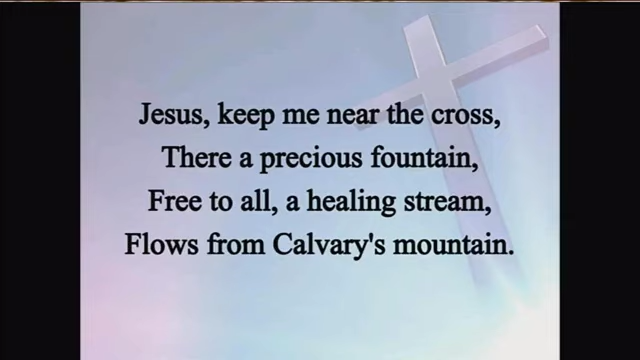 Jesus, keep me near the cross,
There a precious fountain,
Free to all, a healing stream,
Flows from Calvary's mountain.